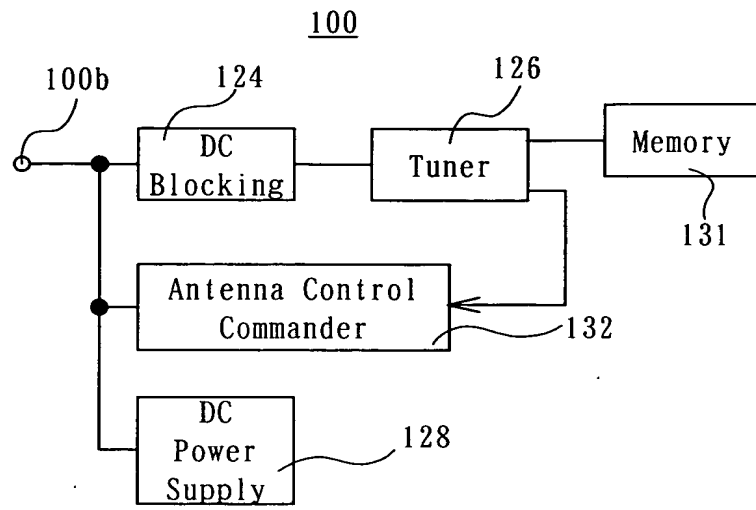 100
100b
124
126
DC
Blocking
Tuner
Memory
131
Antenna Control
Commander
132
DC
Power
Supply
128